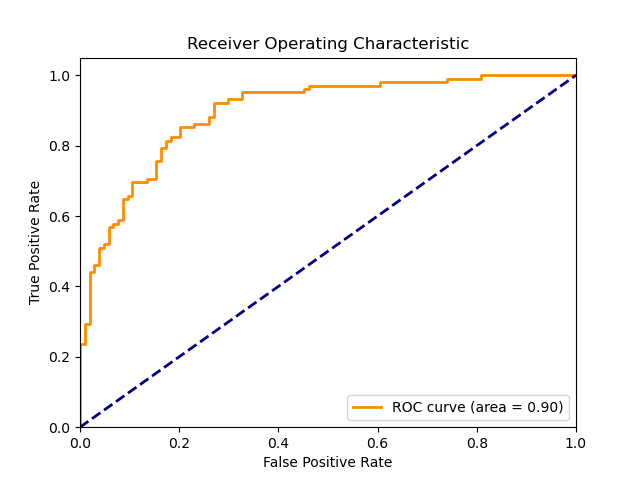 Receiver Operating Characteristic
1.0
0.8
0.6
0.4
0.2
0.0
True Positive Rate
ROC curve (area = 0.90)
0.0 0.2 0.4 0.6 0.8 1.0
False Positive Rate